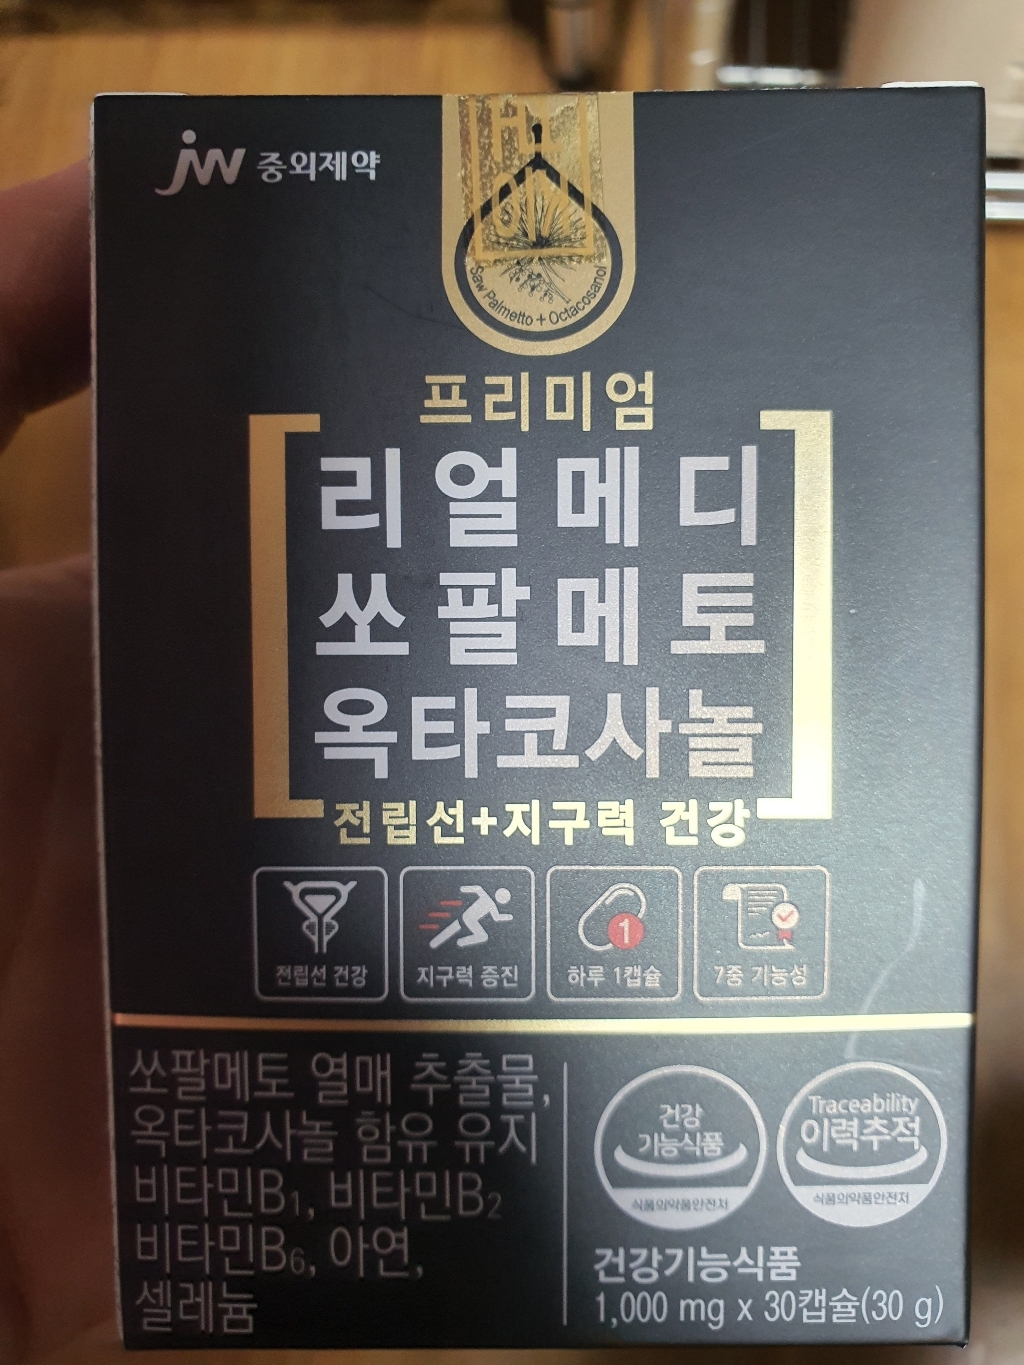 jw 중외제약
Saw Palmetto + Octacosanol
프리미엄
리얼메디
쏘팔메토
옥타코사놀
전립선+지구력 건강
전립선 건강
지구력 증진
1
하루 1캡슐
7중 기능성
쏘팔메토 열매 추출물,
옥타코사놀 함유 유지
비타민B1, 비타민B2
비타민B6, 아연,
셀레늄
건강
기능식품
식품의약품안전처
Traceability
이력추적
식품의약품안전처
건강기능식품
1,000 mg x 30캡슐(30 g)